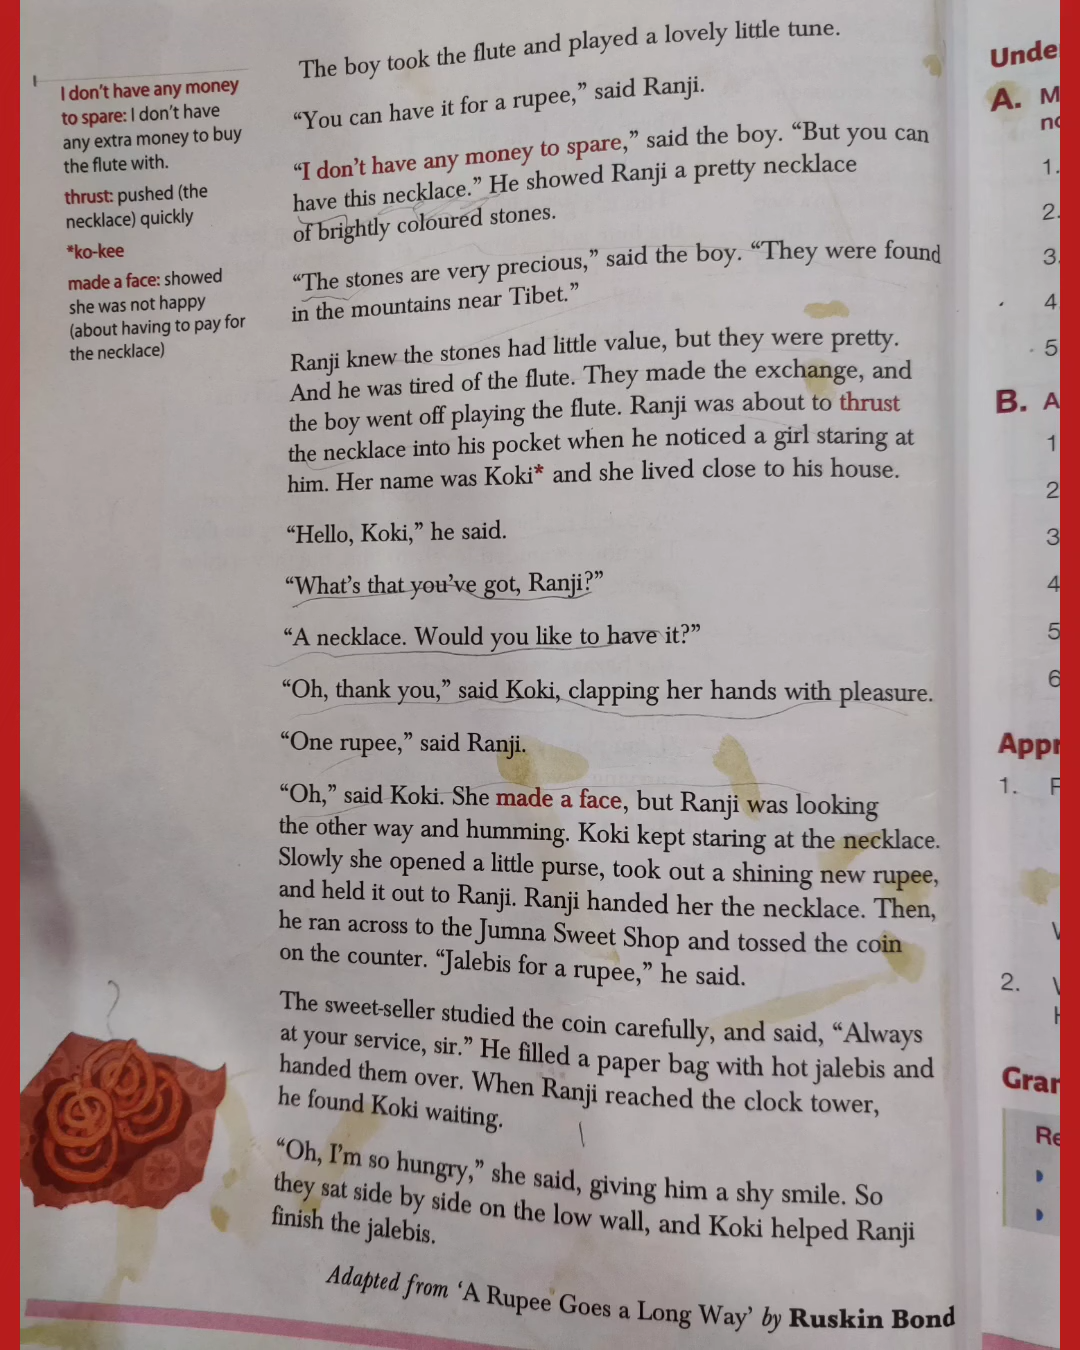 I don't have any money
to spare: I don't have
any extra money to buy
the flute with.
thrust: pushed (the
necklace) quickly
*ko-kee
made a face: showed
she was not happy
(about having to pay for
the necklace)
The boy took the flute and played a lovely little tune.
“You can have it for a rupee,” said Ranji.
“I don’t have any money to spare,” said the boy. “But you can
have this necklace.” He showed Ranji a pretty necklace
of brightly coloured stones.
“The stones are very precious,” said the boy. “They were found
in the mountains near Tibet.”
Ranji knew the stones had little value, but they were pretty.
And he was tired of the flute. They made the exchange, and
the boy went off playing the flute. Ranji was about to thrust
the necklace into his pocket when he noticed a girl staring at
him. Her name was Koki* and she lived close to his house.
“Hello, Koki,” he said.
“What’s that you’ve got, Ranji?”
“A necklace. Would you like to have it?”
“Oh, thank you,” said Koki, clapping her hands with pleasure.
“One rupee,” said Ranji.
“Oh,” said Koki. She made a face, but Ranji was looking
the other way and humming. Koki kept staring at the necklace.
Slowly she opened a little purse, took out a shining new rupee,
and held it out to Ranji. Ranji handed her the necklace. Then,
he ran across to the Jumna Sweet Shop and tossed the coin
on the counter. “Jalebis for a rupee,” he said.
The sweet-seller studied the coin carefully, and said, “Always
at your service, sir.” He filled a paper bag with hot jalebis and
handed them over. When Ranji reached the clock tower,
he found Koki waiting.
“Oh, I’m so hungry,” she said, giving him a shy smile. So
they sat side by side on the low wall, and Koki helped Ranji
finish the jalebis.
Adapted from ‘A Rupee Goes a Long Way’ by Ruskin Bond
A.
1.
2.
3.
4
5
B. A
1
2
3
4
5
6
1.
2.